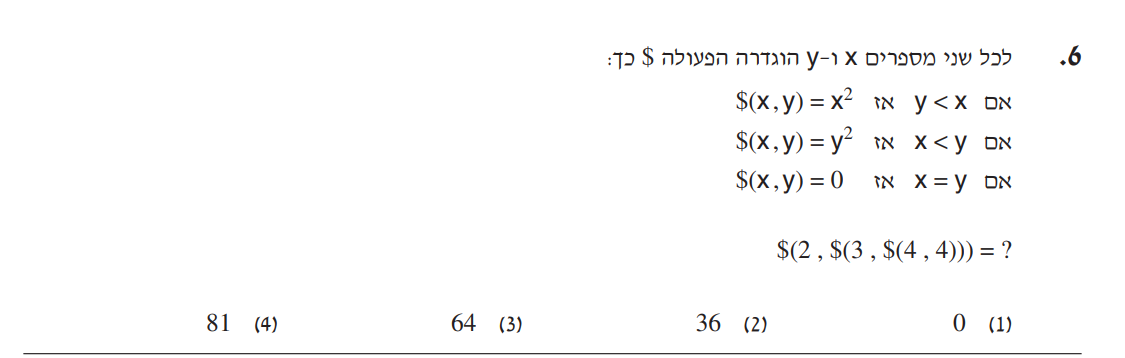 6. לכל שני מספרים x ו-y הוגדרה הפעולה $ כך:
אם y < x אז $(x,y) = x²
אם x < y אז $(x,y) = y²
אם x = y אז $(x,y) = 0
$(2 , $(3 , $(4 , 4))) = ?
(1) 0 (2) 36 (3) 64 (4) 81